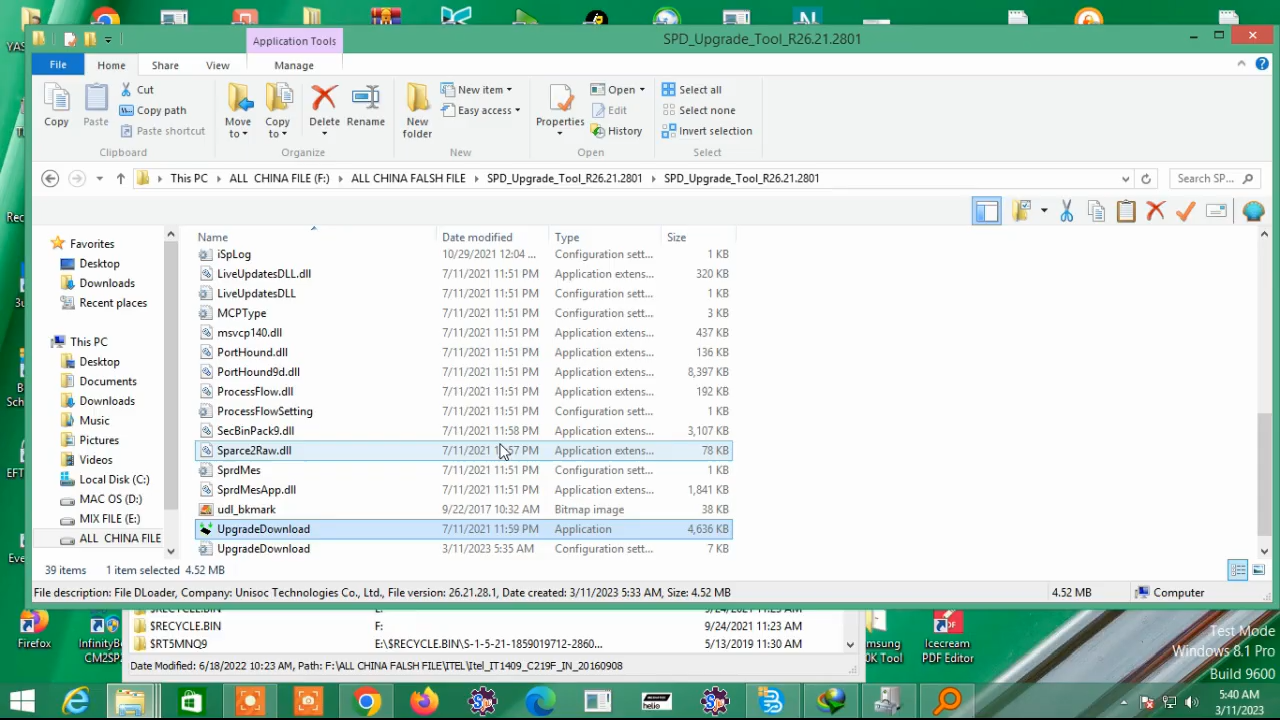 YAS
Application Tools
SPD_Upgrade_Tool_R26.21.2801
File
Home
Share
View
Manage
Copy
Paste
Cut
Copy path
Paste shortcut
Move to
Copy to
Delete
Rename
New folder
New item
Easy access
Properties
Open
Edit
History
Select all
Select none
Invert selection
Clipboard
Organize
New
Open
Select
This PC
ALL CHINA FILE (F:)
ALL CHINA FALSH FILE
SPD_Upgrade_Tool_R26.21.2801
SPD_Upgrade_Tool_R26.21.2801
Search SP...
Favorites
Desktop
Downloads
Recent places
This PC
Desktop
Documents
Downloads
Music
Pictures
Videos
Local Disk (C:)
MAC OS (D:)
MIX FILE (E:)
ALL CHINA FILE
Name Date modified Type Size
iSpLog 10/29/2021 12:04 ... Configuration sett... 1 KB
LiveUpdatesDLL.dll 7/11/2021 11:51 PM Application extens... 320 KB
LiveUpdatesDLL 7/11/2021 11:51 PM Configuration sett... 1 KB
MCPType 7/11/2021 11:51 PM Configuration sett... 3 KB
msvcp140.dll 7/11/2021 11:51 PM Application extens... 437 KB
PortHound.dll 7/11/2021 11:51 PM Application extens... 136 KB
PortHound9d.dll 7/11/2021 11:51 PM Application extens... 8,397 KB
ProcessFlow.dll 7/11/2021 11:51 PM Application extens... 192 KB
ProcessFlowSetting 7/11/2021 11:51 PM Configuration sett... 1 KB
SecBinPack9.dll 7/11/2021 11:58 PM Application extens... 3,107 KB
Sparce2Raw.dll 7/11/2021 11:57 PM Application extens... 78 KB
SprdMes 7/11/2021 11:51 PM Configuration sett... 1 KB
SprdMesApp.dll 7/11/2021 11:51 PM Application extens... 1,841 KB
udl_bkmark 9/22/2017 10:32 AM Bitmap image 38 KB
UpgradeDownload 7/11/2021 11:59 PM Application 4,636 KB
UpgradeDownload 3/11/2023 5:35 AM Configuration sett... 7 KB
39 items 1 item selected 4.52 MB
File description: File DLoader, Company: Unisoc Technologies Co., Ltd., File version: 26.21.28.1, Date created: 3/11/2023 5:33 AM, Size: 4.52 MB
4.52 MB
Computer
$RECYCLE.BIN E: 9/24/2021 11:23 AM
$RT5MNQ9 E:\$RECYCLE.BIN\S-1-5-21-1859019712-2860... 5/13/2019 11:30 AM
Date Modified: 6/18/2022 10:23 AM, Path: F:\ALL CHINA FALSH FILE\ITEL\Itel_IT1409_C219F_IN_20160908
Firefox
InfinityBo
CM2SP
msung
0K Tool
Icecream
PDF Editor
Test Mode
Windows 8.1 Pro
Build 9600
helio
5:40 AM
3/11/2023